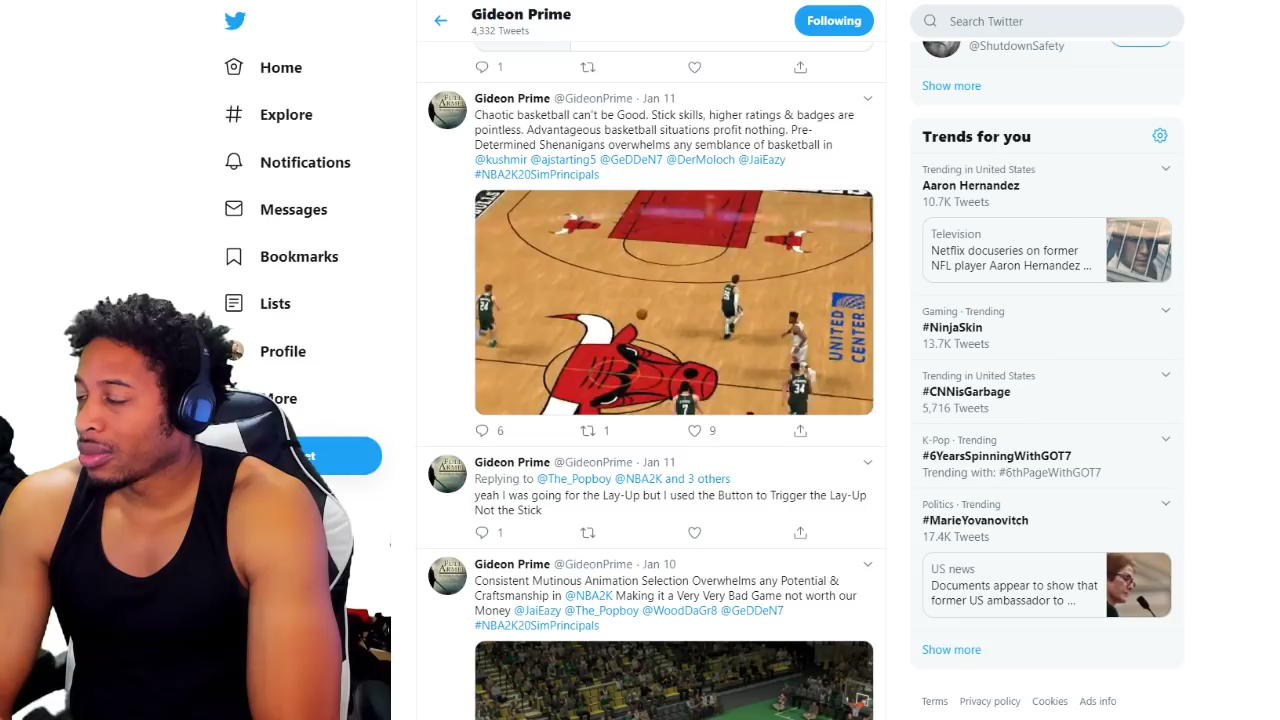 Home
Explore
Notifications
Messages
Bookmarks
Lists
Profile
More
Gideon Prime
4,332 Tweets
Following
1
Gideon Prime @GideonPrime · Jan 11
Chaotic basketball can't be Good. Stick skills, higher ratings & badges are
pointless. Advantageous basketball situations profit nothing. Pre-
Determined Shenanigans overwhelms any semblance of basketball in
@kushmir @ajstarting5 @GeDDeN7 @DerMoloch @JaiEazy
#NBA2K20SimPrincipals
24
34
7
UNITED
CENTER
6 1 9
Gideon Prime @GideonPrime · Jan 11
Replying to @The_Popboy @NBA2K and 3 others
yeah I was going for the Lay-Up but I used the Button to Trigger the Lay-Up
Not the Stick
1
Gideon Prime @GideonPrime · Jan 10
Consistent Mutinous Animation Selection Overwhelms any Potential &
Craftsmanship in @NBA2K Making it a Very Very Bad Game not worth our
Money @JaiEazy @The_Popboy @WoodDaGr8 @GeDDeN7
#NBA2K20SimPrincipals
Search Twitter
@ShutdownSafety
Show more
Trends for you
Trending in United States
Aaron Hernandez
10.7K Tweets
Television
Netflix docuseries on former
NFL player Aaron Hernandez ...
Gaming · Trending
#NinjaSkin
13.7K Tweets
Trending in United States
#CNNisGarbage
5,716 Tweets
K-Pop · Trending
#6YearsSpinningWithGOT7
Trending with: #6thPageWithGOT7
Politics · Trending
#MarieYovanovitch
17.4K Tweets
US news
Documents appear to show that
former US ambassador to ...
Show more
Terms Privacy policy Cookies Ads info